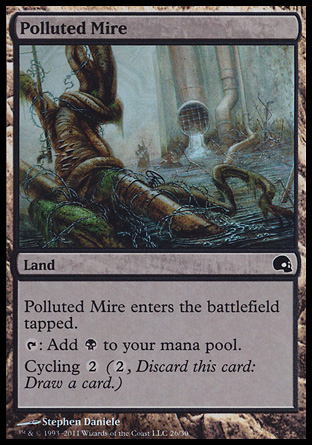 Polluted Mire
Land
Polluted Mire enters the battlefield
tapped.
: Add to your mana pool.
Cycling 2 (2, Discard this card:
Draw a card.)
Stephen Daniele
™ & © 1993–2011 Wizards of the Coast LLC 26/30